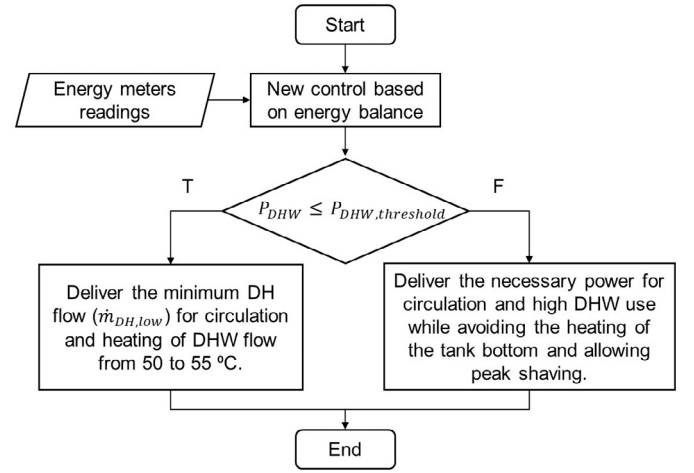 Start
Energy meters
readings
New control based
on energy balance
T
F
P_DHW ≤ P_DHW,threshold
Deliver the minimum DH
flow (ṁ_DH,low) for circulation
and heating of DHW flow
from 50 to 55 ºC.
Deliver the necessary power for
circulation and high DHW use
while avoiding the heating of
the tank bottom and allowing
peak shaving.
End